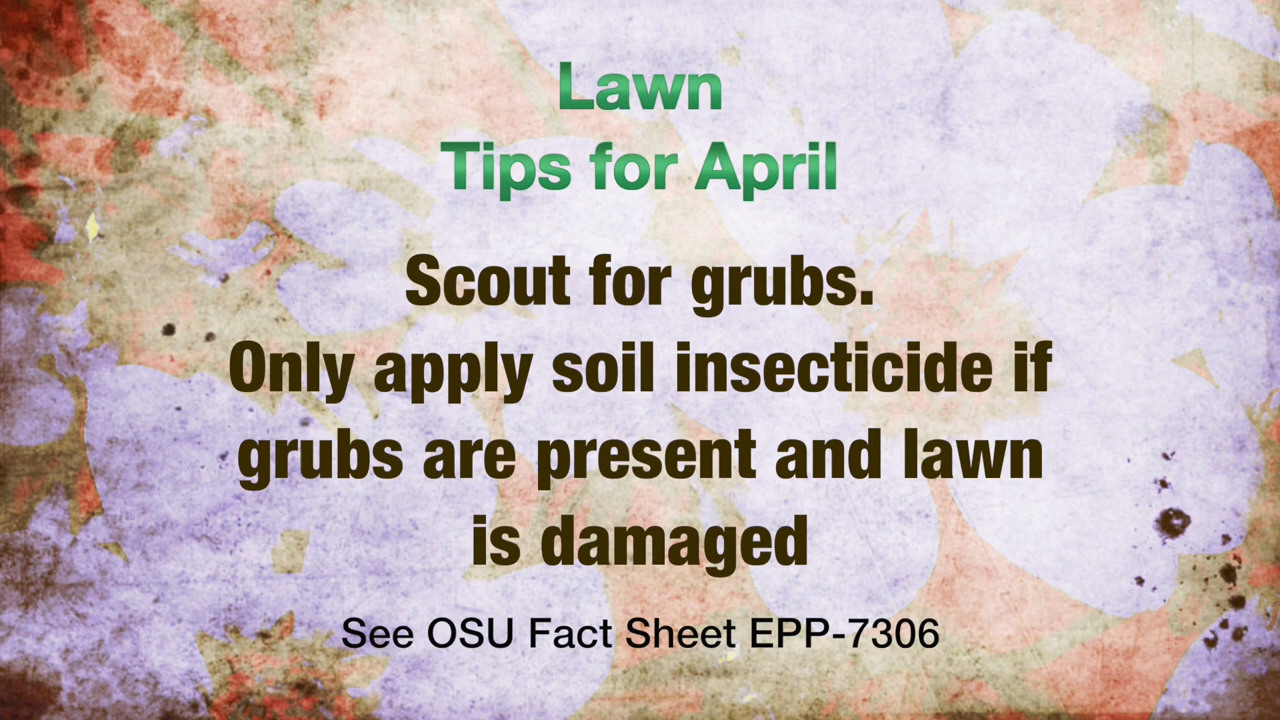 Lawn
Tips for April
Scout for grubs.
Only apply soil insecticide if
grubs are present and lawn
is damaged
See OSU Fact Sheet EPP-7306